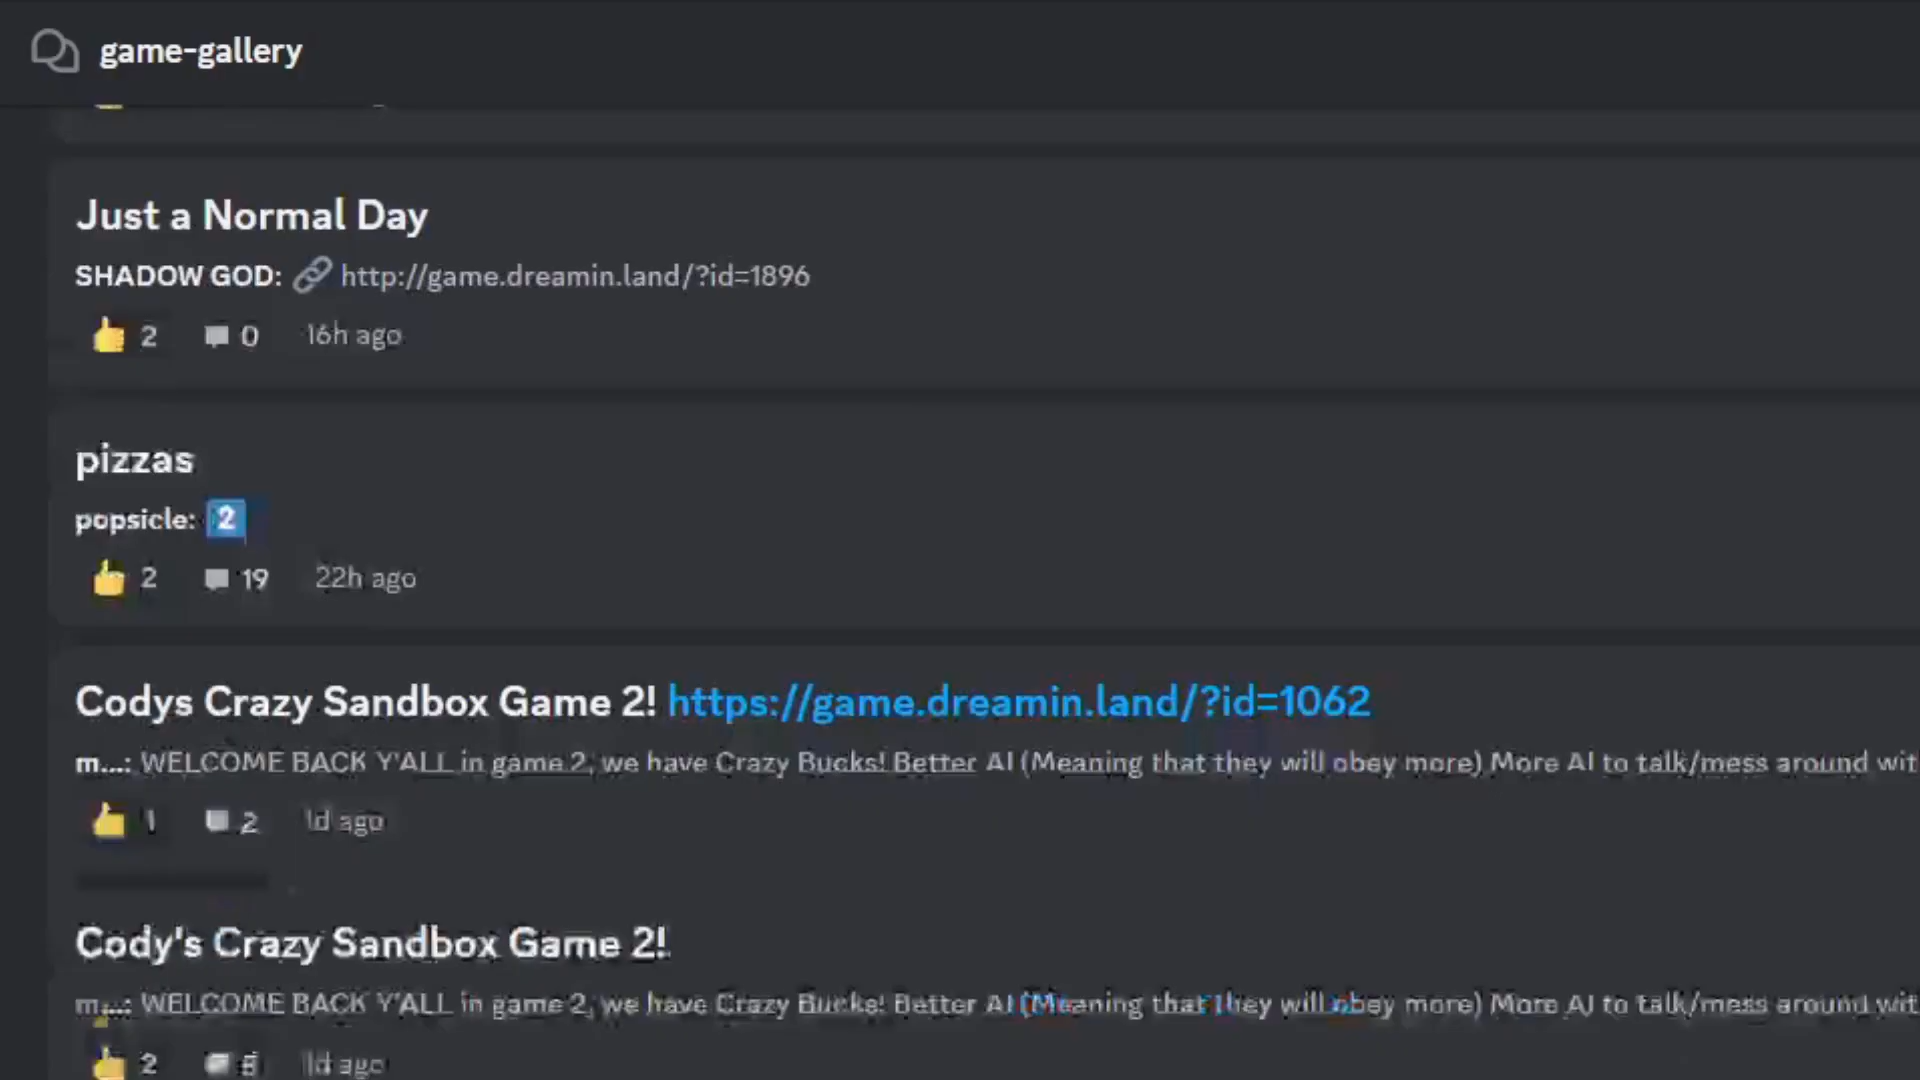 game-gallery
Just a Normal Day
SHADOW GOD: http://game.dreamin.land/?id=1896
2 0 16h ago
pizzas
popsicle: 2
2 19 22h ago
Codys Crazy Sandbox Game 2! https://game.dreamin.land/?id=1062
m...: WELCOME BACK Y'ALL in game 2, we have Crazy Bucks! Better AI (Meaning that they will obey more) More AI to talk/mess around wit
1 2 1d ago
Cody's Crazy Sandbox Game 2!
m...: WELCOME BACK Y'ALL in game 2, we have Crazy Bucks! Better AI (Meaning that they will obey more) More AI to talk/mess around wit
2 1d ago